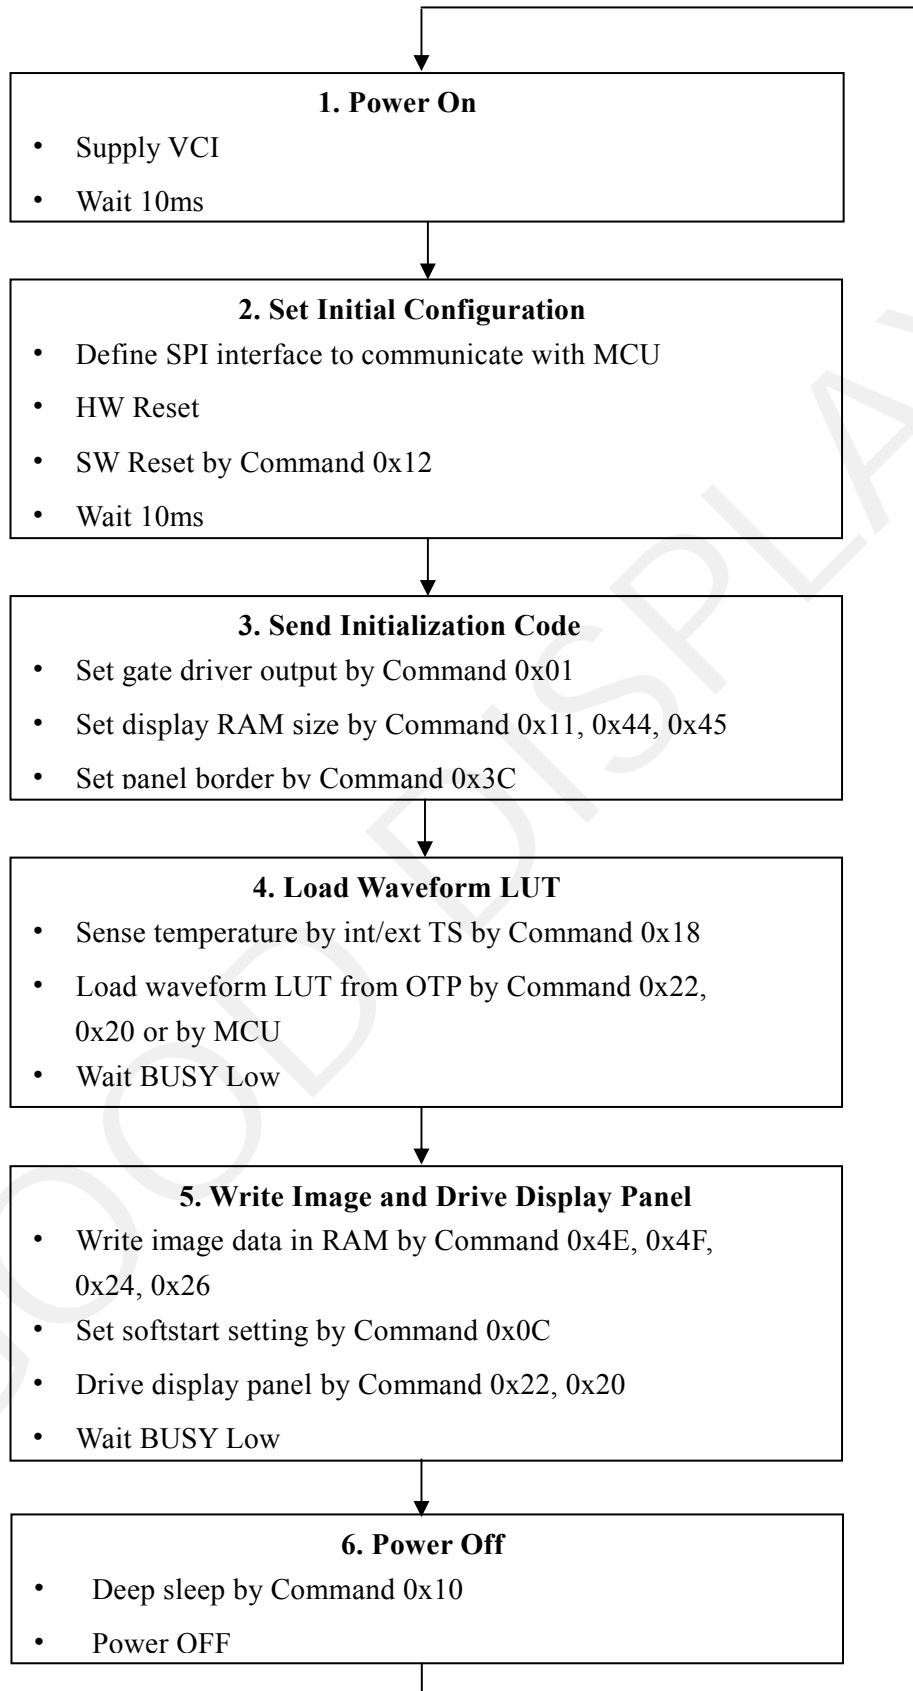 1. Power On
• Supply VCI
• Wait 10ms
2. Set Initial Configuration
• Define SPI interface to communicate with MCU
• HW Reset
• SW Reset by Command 0x12
• Wait 10ms
3. Send Initialization Code
• Set gate driver output by Command 0x01
• Set display RAM size by Command 0x11, 0x44, 0x45
• Set panel border by Command 0x3C
4. Load Waveform LUT
• Sense temperature by int/ext TS by Command 0x18
• Load waveform LUT from OTP by Command 0x22,
0x20 or by MCU
• Wait BUSY Low
5. Write Image and Drive Display Panel
• Write image data in RAM by Command 0x4E, 0x4F,
0x24, 0x26
• Set softstart setting by Command 0x0C
• Drive display panel by Command 0x22, 0x20
• Wait BUSY Low
6. Power Off
• Deep sleep by Command 0x10
• Power OFF
GOOD DISPLAY